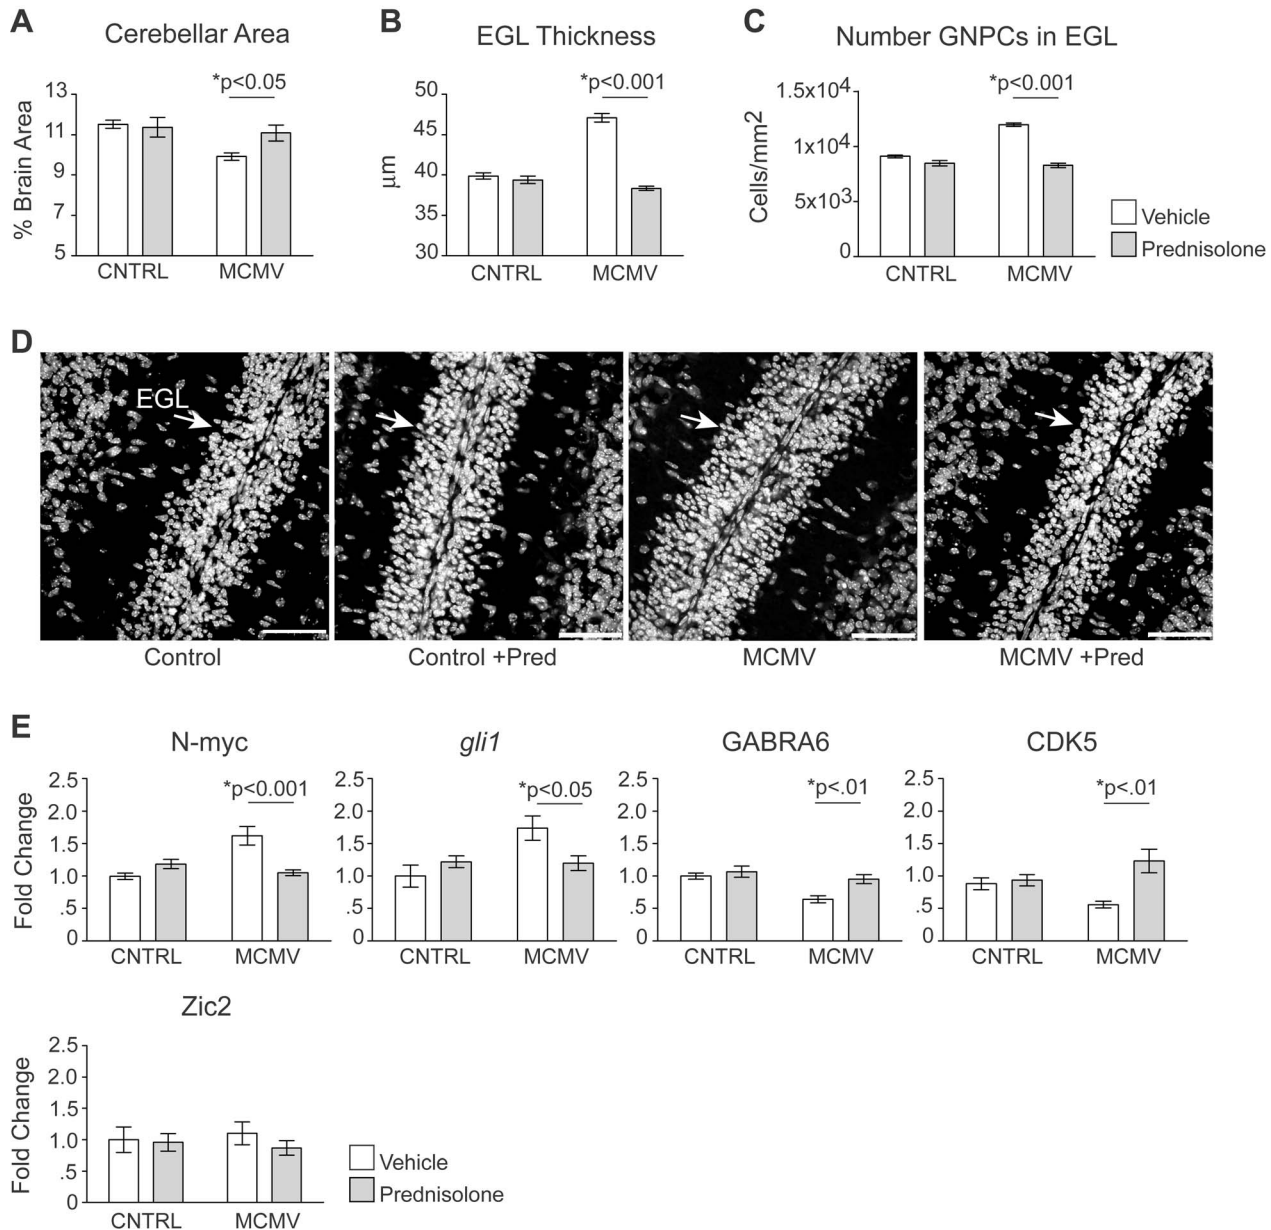 A
Cerebellar Area
*p<0.05
13
11
9
7
5
% Brain Area
CNTRL
MCMV
B
EGL Thickness
*p<0.001
50
45
40
35
30
μm
CNTRL
MCMV
C
Number GNPCs in EGL
*p<0.001
1.5x10⁴
1x10⁴
5x10³
0
Cells/mm²
CNTRL
MCMV
Vehicle
Prednisolone
D
EGL
Control
Control +Pred
MCMV
MCMV +Pred
E
N-myc
*p<0.001
2.5
2.0
1.5
1.0
.5
0
Fold Change
CNTRL
MCMV
gli1
*p<0.05
2.5
2.0
1.5
1.0
.5
0
CNTRL
MCMV
GABRA6
*p<.01
2.5
2.0
1.5
1.0
.5
0
CNTRL
MCMV
CDK5
*p<.01
2.5
2.0
1.5
1.0
.5
0
CNTRL
MCMV
Zic2
2.5
2.0
1.5
1.0
.5
0
Fold Change
CNTRL
MCMV
Vehicle
Prednisolone